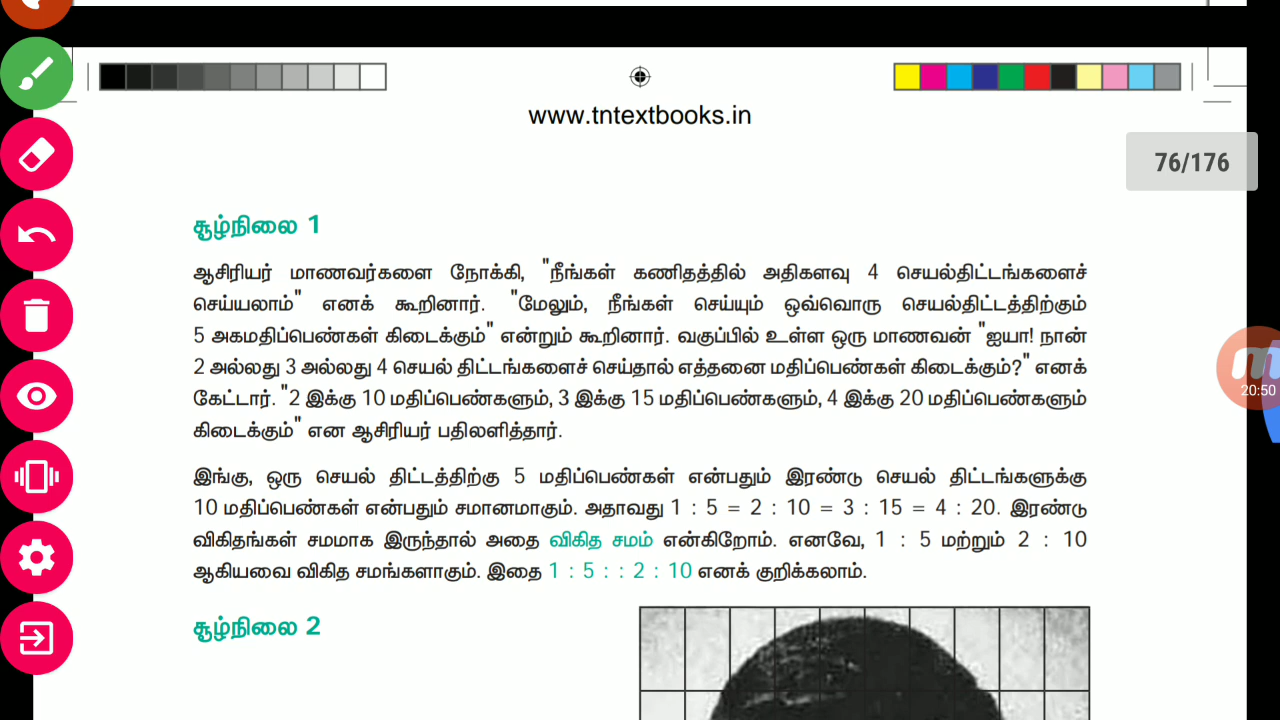 www.tntextbooks.in
76/176
சூழ்நிலை 1
ஆசிரியர் மாணவர்களை நோக்கி, "நீங்கள் கணிதத்தில் அதிகளவு 4 செயல்திட்டங்களைச்
செய்யலாம்" எனக் கூறினார். "மேலும், நீங்கள் செய்யும் ஒவ்வொரு செயல்திட்டத்திற்கும்
5 அகமதிப்பெண்கள் கிடைக்கும்" என்றும் கூறினார். வகுப்பில் உள்ள ஒரு மாணவன் "ஐயா! நான்
2 அல்லது 3 அல்லது 4 செயல் திட்டங்களைச் செய்தால் எத்தனை மதிப்பெண்கள் கிடைக்கும்?" எனக்
கேட்டார். "2 இக்கு 10 மதிப்பெண்களும், 3 இக்கு 15 மதிப்பெண்களும், 4 இக்கு 20 மதிப்பெண்களும்
கிடைக்கும்" என ஆசிரியர் பதிலளித்தார்.
20:50
இங்கு, ஒரு செயல் திட்டத்திற்கு 5 மதிப்பெண்கள் என்பதும் இரண்டு செயல் திட்டங்களுக்கு
10 மதிப்பெண்கள் என்பதும் சமானமாகும். அதாவது 1 : 5 = 2 : 10 = 3 : 15 = 4 : 20. இரண்டு
விகிதங்கள் சமமாக இருந்தால் அதை விகித சமம் என்கிறோம். எனவே, 1 : 5 மற்றும் 2 : 10
ஆகியவை விகித சமங்களாகும். இதை 1 : 5 : : 2 : 10 எனக் குறிக்கலாம்.
சூழ்நிலை 2